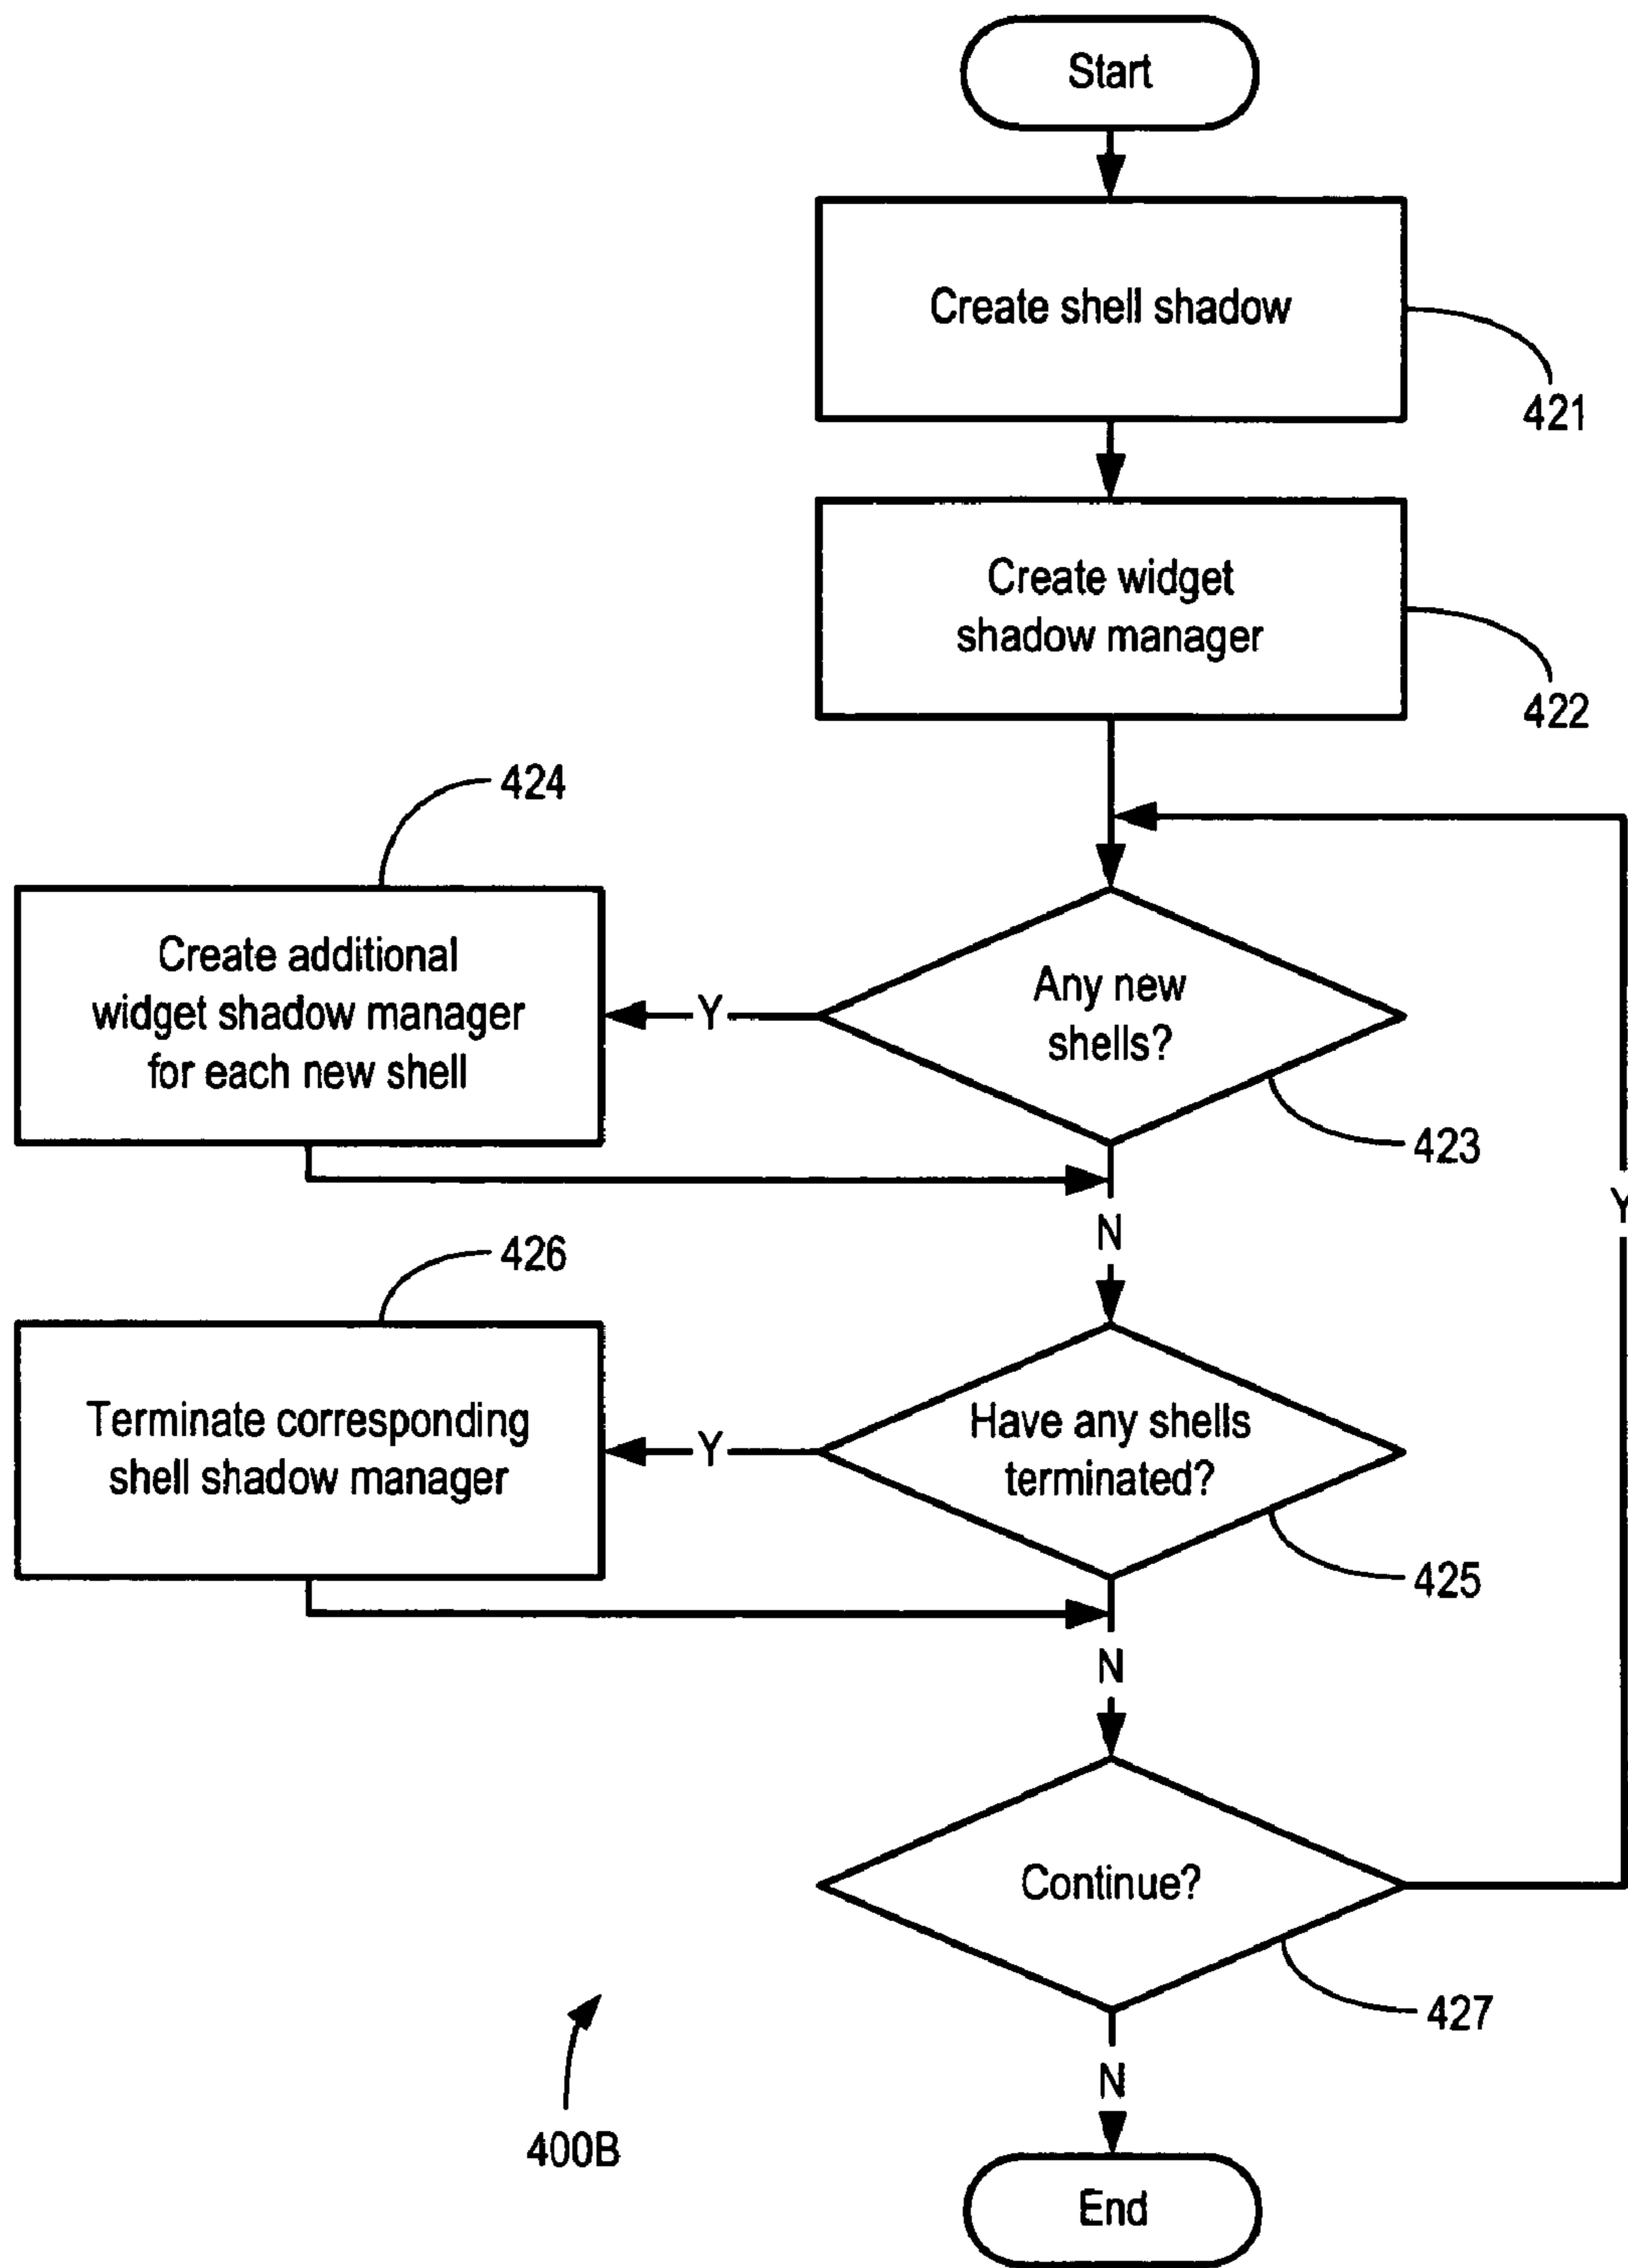 Start
Create shell shadow
421
Create widget
shadow manager
422
424
Create additional
widget shadow manager
for each new shell
Y
Any new
shells?
423
N
Y
426
Terminate corresponding
shell shadow manager
Y
Have any shells
terminated?
425
N
Continue?
427
N
400B
End